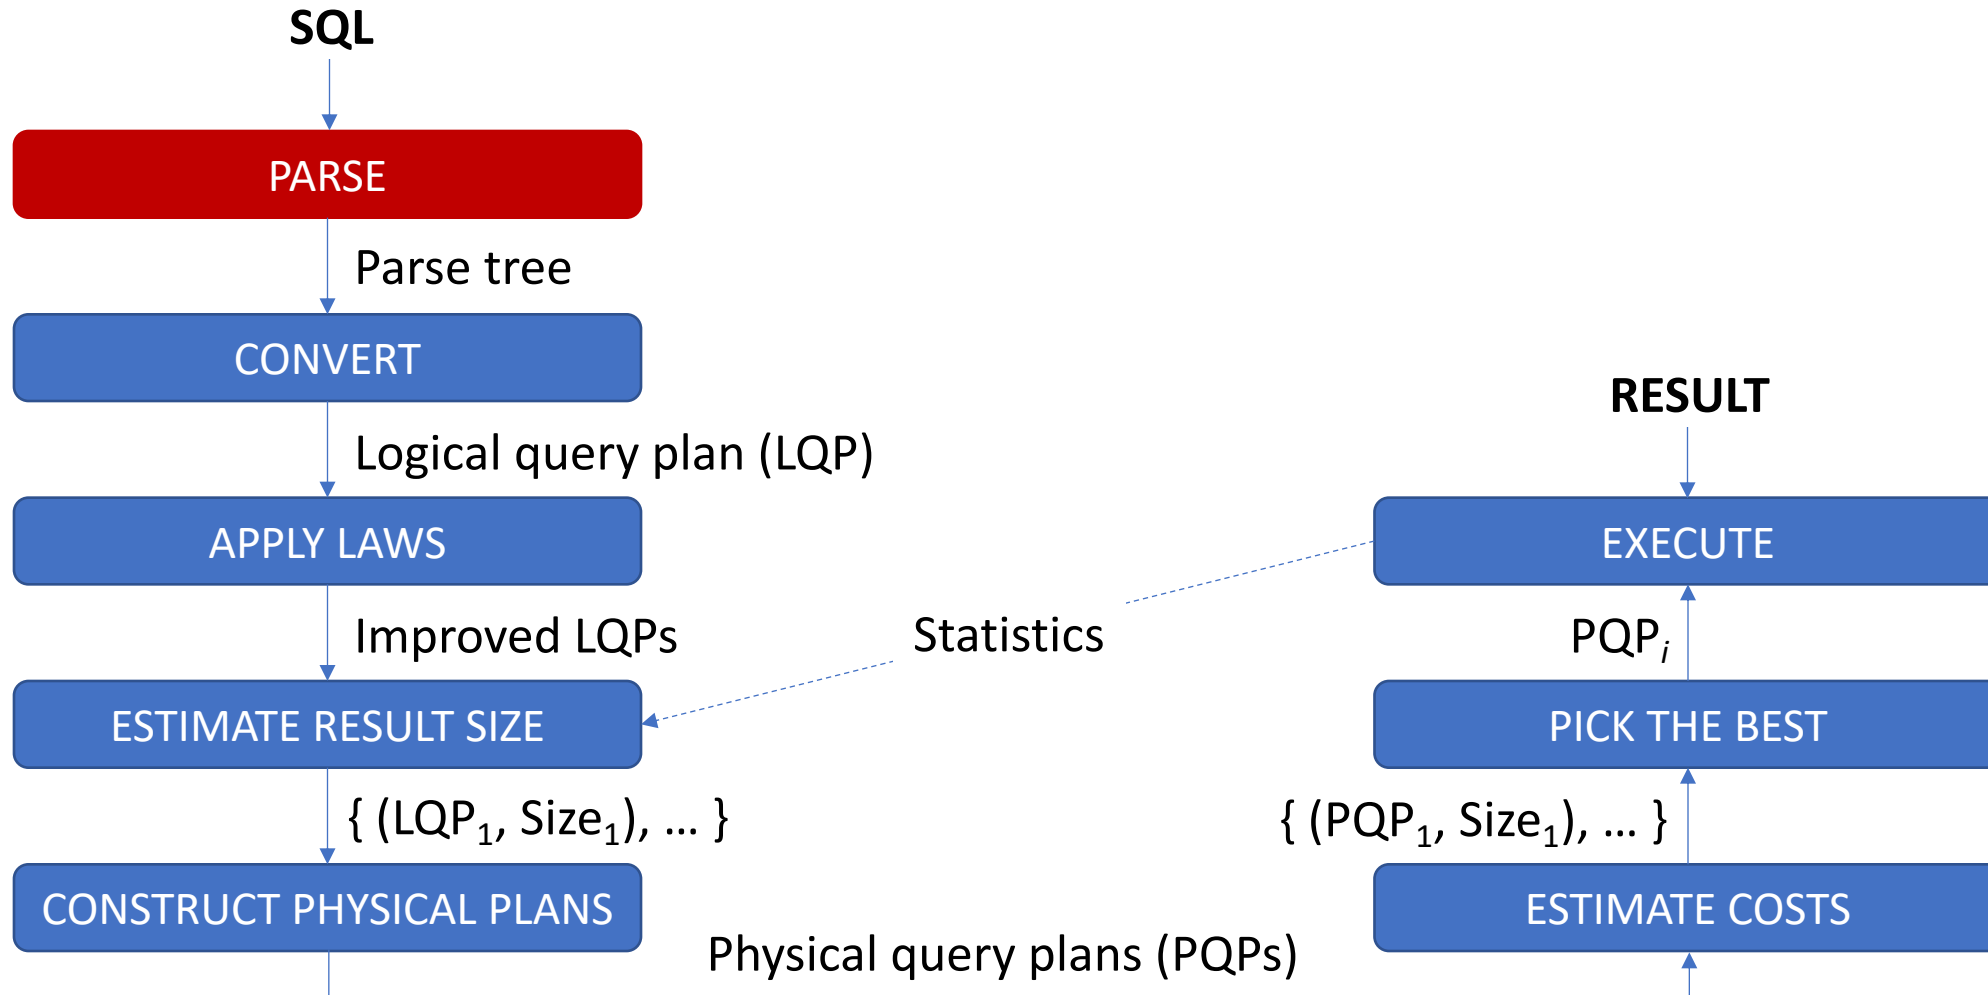 SQL
PARSE
Parse tree
CONVERT
Logical query plan (LQP)
APPLY LAWS
Improved LQPs
ESTIMATE RESULT SIZE
{ (LQP₁, Size₁), … }
CONSTRUCT PHYSICAL PLANS
Physical query plans (PQPs)
Statistics
RESULT
EXECUTE
PQPᵢ
PICK THE BEST
{ (PQP₁, Size₁), … }
ESTIMATE COSTS